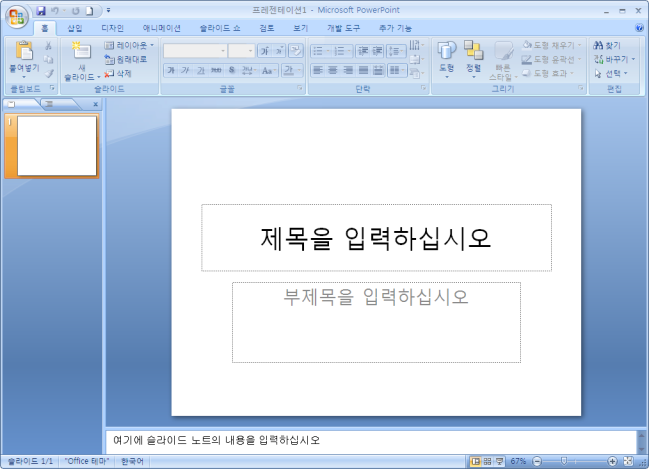 프레젠테이션1 - Microsoft PowerPoint
홈 삽입 디자인 애니메이션 슬라이드 쇼 검토 보기 개발 도구 추가 기능
붙여넣기
클립보드
새
슬라이드
레이아웃
원래대로
삭제
슬라이드
가 가 가 간 S 개가 Aa 가
글꼴
단락
도형
정렬
빠른
스타일
도형 채우기
도형 윤곽선
도형 효과
그리기
찾기
바꾸기
선택
편집
1
제목을 입력하십시오
부제목을 입력하십시오
여기에 슬라이드 노트의 내용을 입력하십시오
슬라이드 1/1 "Office 테마" 한국어 67%